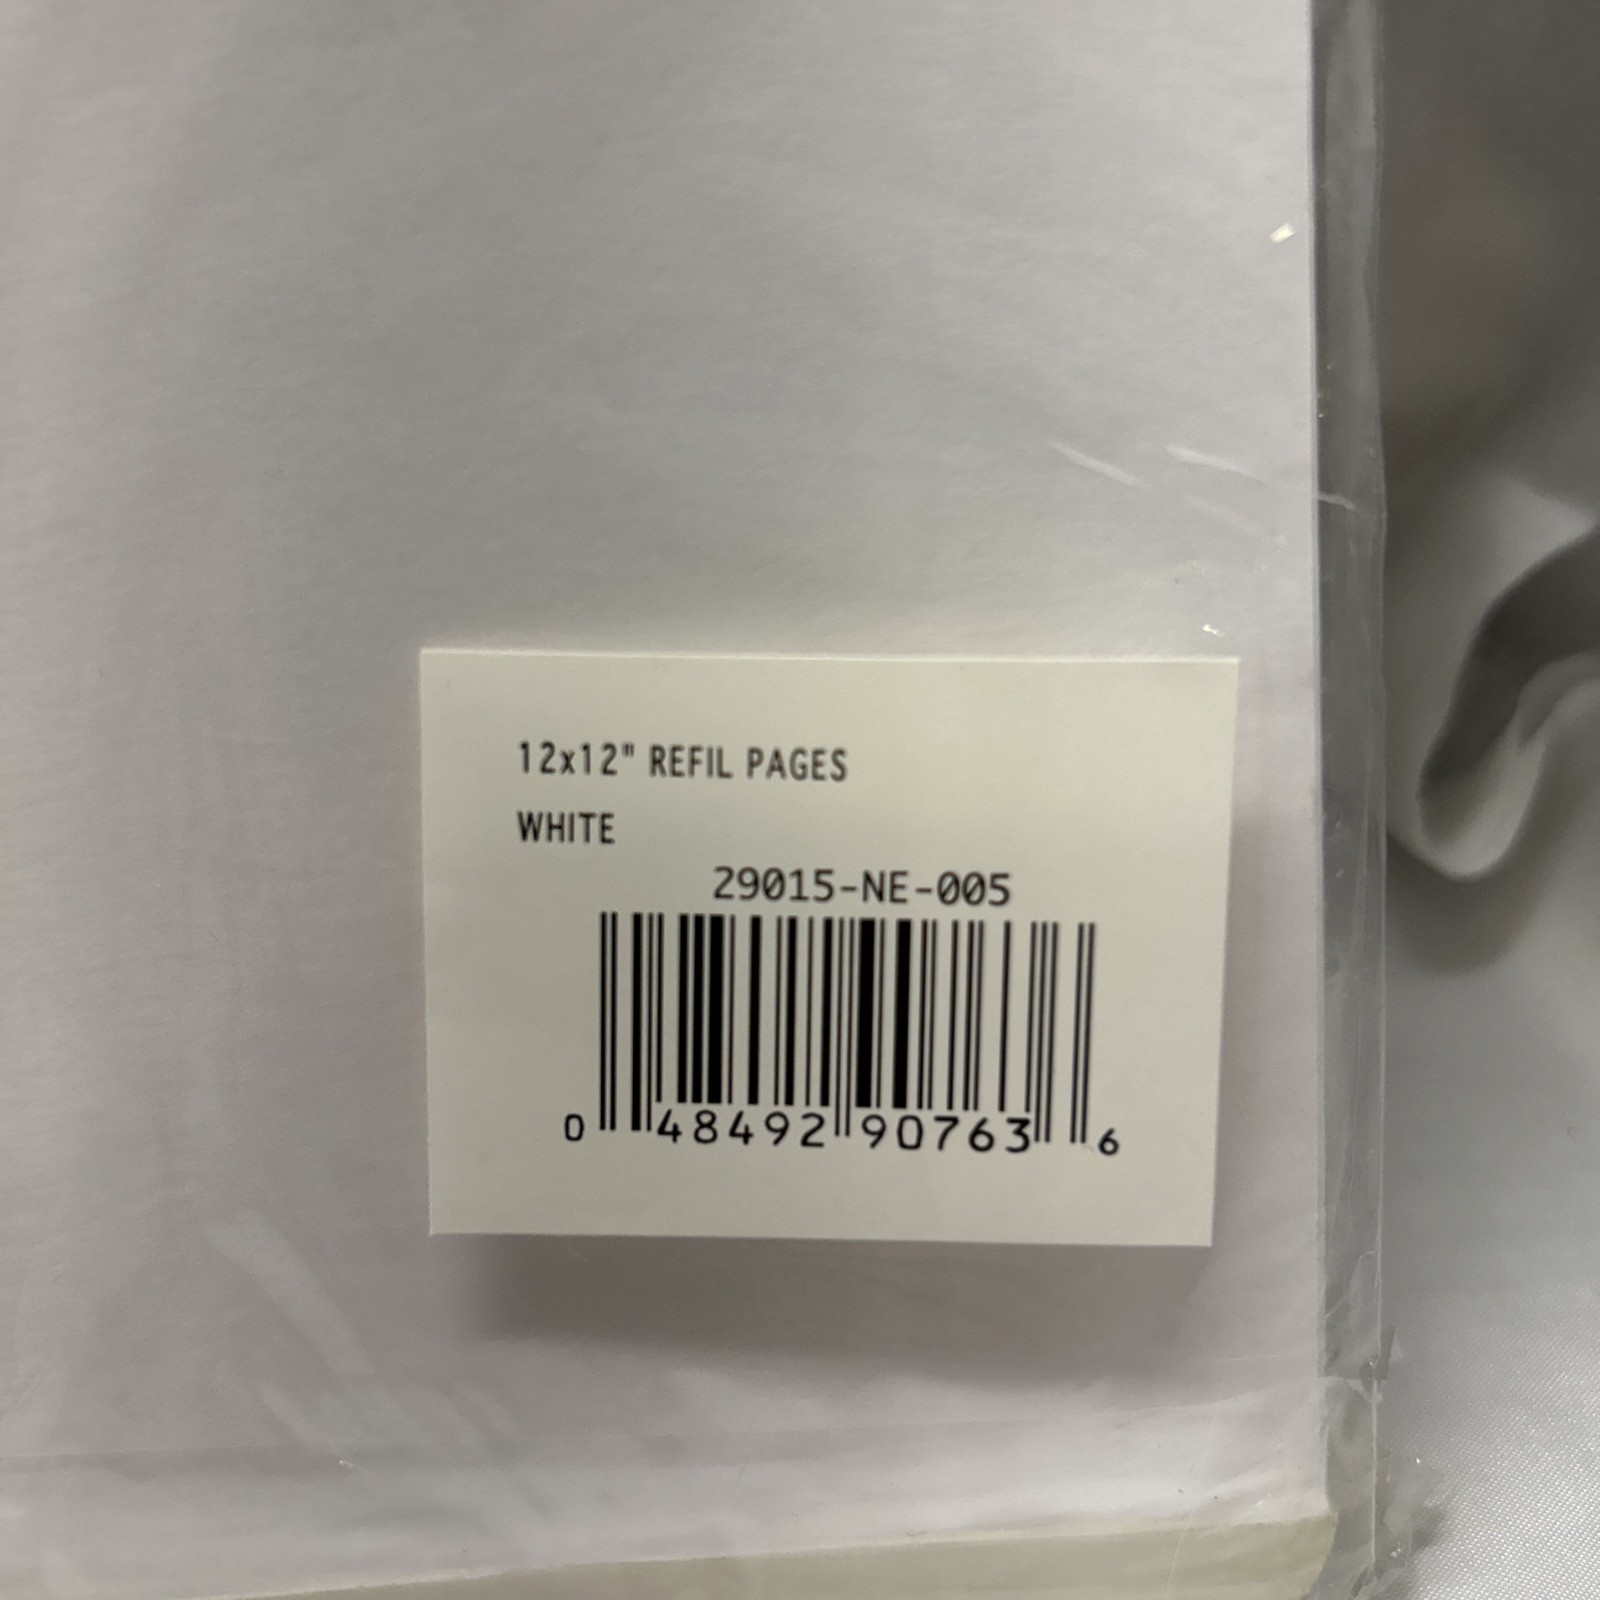 12x12" REFIL PAGES
WHITE
29015-NE-005
0 48492 90763 6